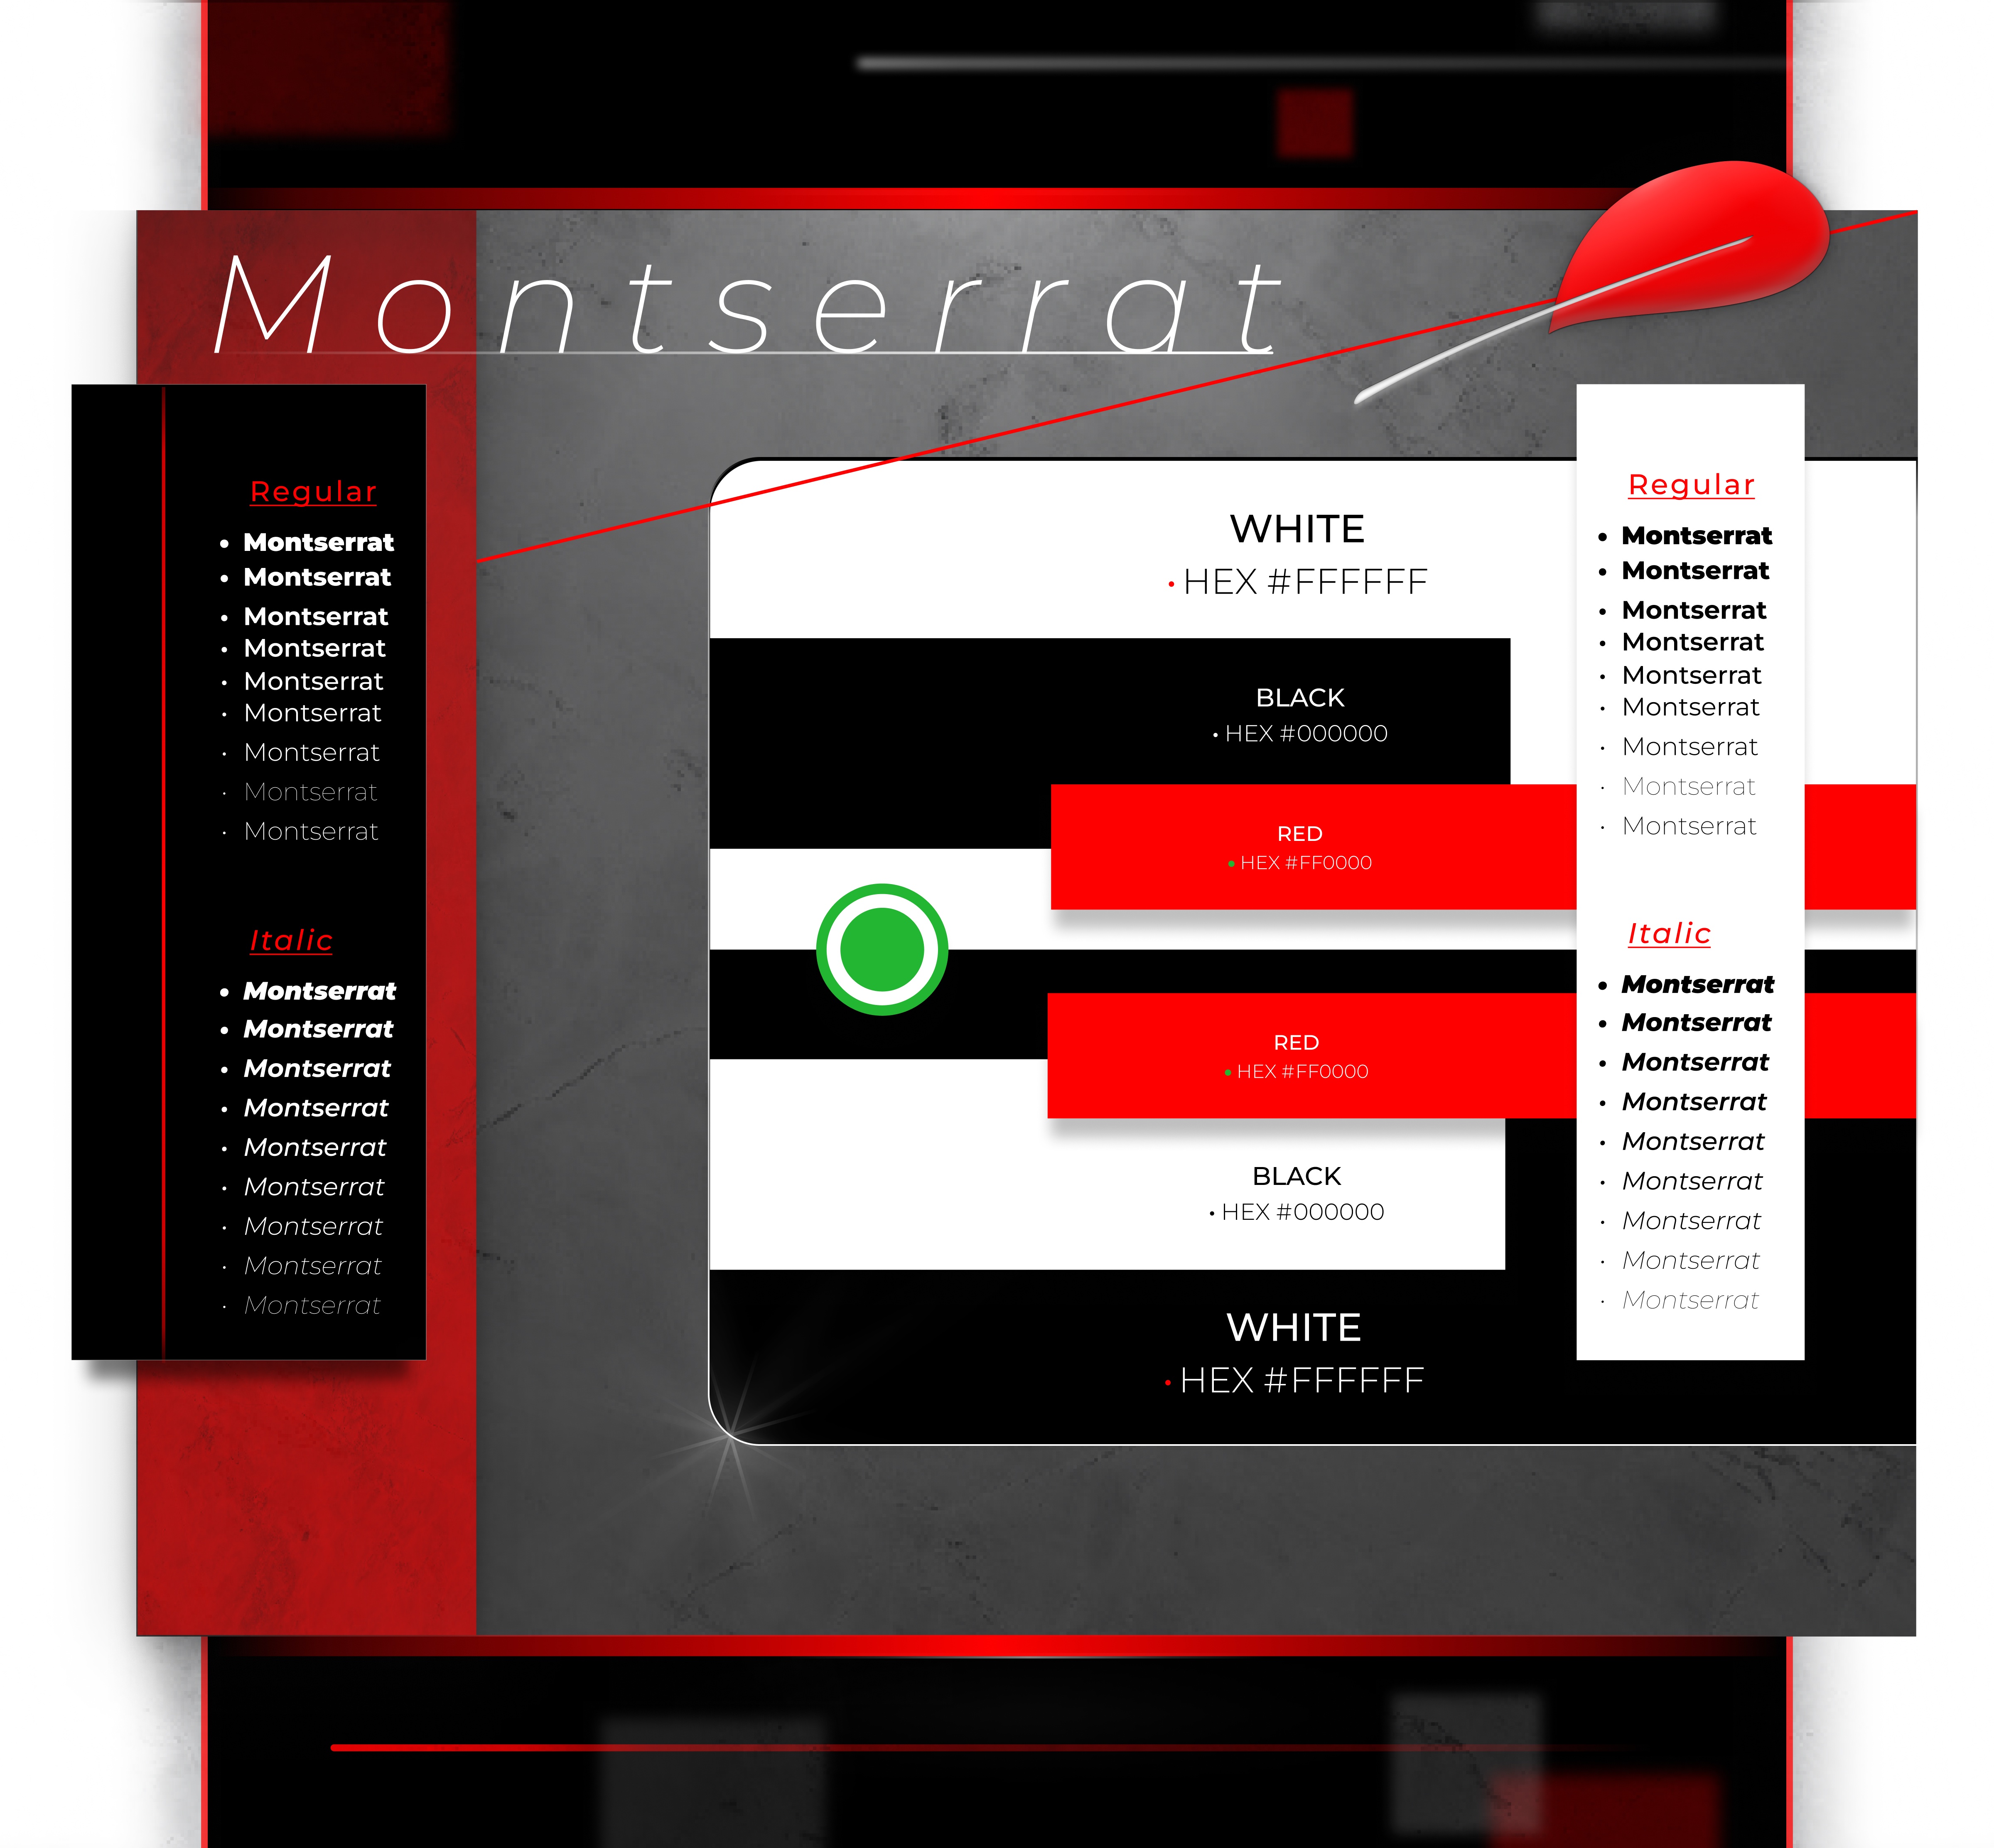 Montserrat
Regular
• Montserrat
• Montserrat
• Montserrat
• Montserrat
• Montserrat
• Montserrat
• Montserrat
• Montserrat
• Montserrat
Italic
• Montserrat
• Montserrat
• Montserrat
• Montserrat
• Montserrat
• Montserrat
• Montserrat
• Montserrat
• Montserrat
WHITE
• HEX #FFFFFF
BLACK
• HEX #000000
RED
• HEX #FF0000
RED
• HEX #FF0000
BLACK
• HEX #000000
WHITE
• HEX #FFFFFF
Regular
• Montserrat
• Montserrat
• Montserrat
• Montserrat
• Montserrat
• Montserrat
• Montserrat
• Montserrat
• Montserrat
Italic
• Montserrat
• Montserrat
• Montserrat
• Montserrat
• Montserrat
• Montserrat
• Montserrat
• Montserrat
• Montserrat